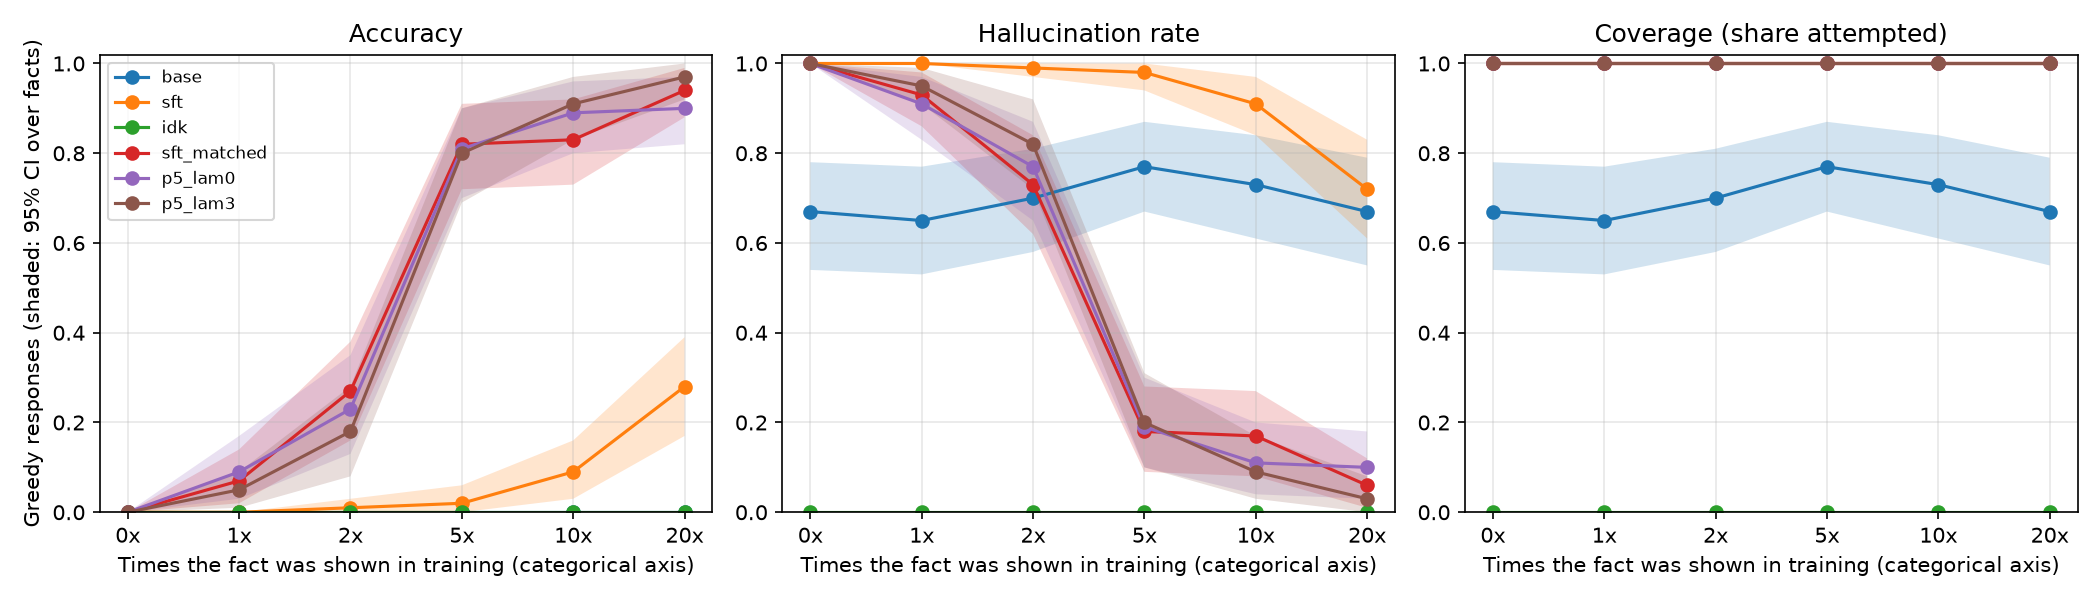 Accuracy
Greedy responses (shaded: 95% CI over facts)
1.0
0.8
0.6
0.4
0.2
0.0
base
sft
idk
sft_matched
p5_lam0
p5_lam3
0x 1x 2x 5x 10x 20x
Times the fact was shown in training (categorical axis)
Hallucination rate
1.0
0.8
0.6
0.4
0.2
0.0
0x 1x 2x 5x 10x 20x
Times the fact was shown in training (categorical axis)
Coverage (share attempted)
1.0
0.8
0.6
0.4
0.2
0.0
0x 1x 2x 5x 10x 20x
Times the fact was shown in training (categorical axis)